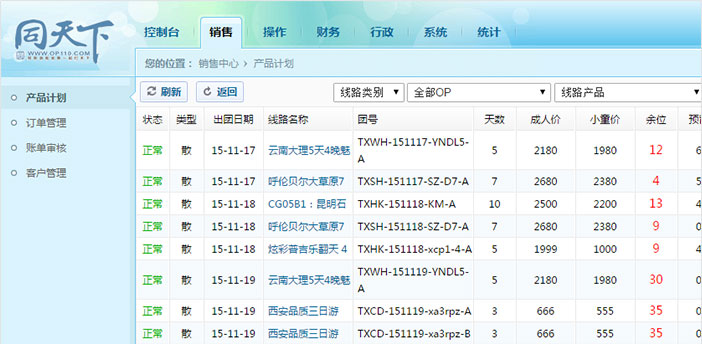 同天下
WWW.OP110.COM
控制台 销售 操作 财务 行政 系统 统计
您的位置： 销售中心 › 产品计划
产品计划
订单管理
账单审核
客户管理
刷新 返回 线路类别 全部OP 线路产品
状态 类型 出团日期 线路名称 团号 天数 成人价 小童价 余位
正常 散 15-11-17 云南大理5天4晚魅 TXWH-151117-YNDL5-A 5 2180 1980 12 6
正常 散 15-11-17 呼伦贝尔大草原7 TXSH-151117-SZ-D7-A 7 2680 2380 4 5
正常 散 15-11-18 CG05B1：昆明石 TXHK-151118-KM-A 10 2500 2200 13 4
正常 散 15-11-18 呼伦贝尔大草原7 TXSH-151118-SZ-D7-A 7 2680 2380 9 0
正常 散 15-11-18 炫彩普吉乐翻天 4 TXHK-151118-xcp1-4-A 5 1999 1000 9 4
正常 散 15-11-19 云南大理5天4晚魅 TXWH-151119-YNDL5-A 5 2180 1980 30 0
正常 散 15-11-19 西安品质三日游 TXCD-151119-xa3rpz-A 3 666 555 35 0
正常 散 15-11-19 西安品质三日游 TXCD-151119-xa3rpz-B 3 666 555 35 0